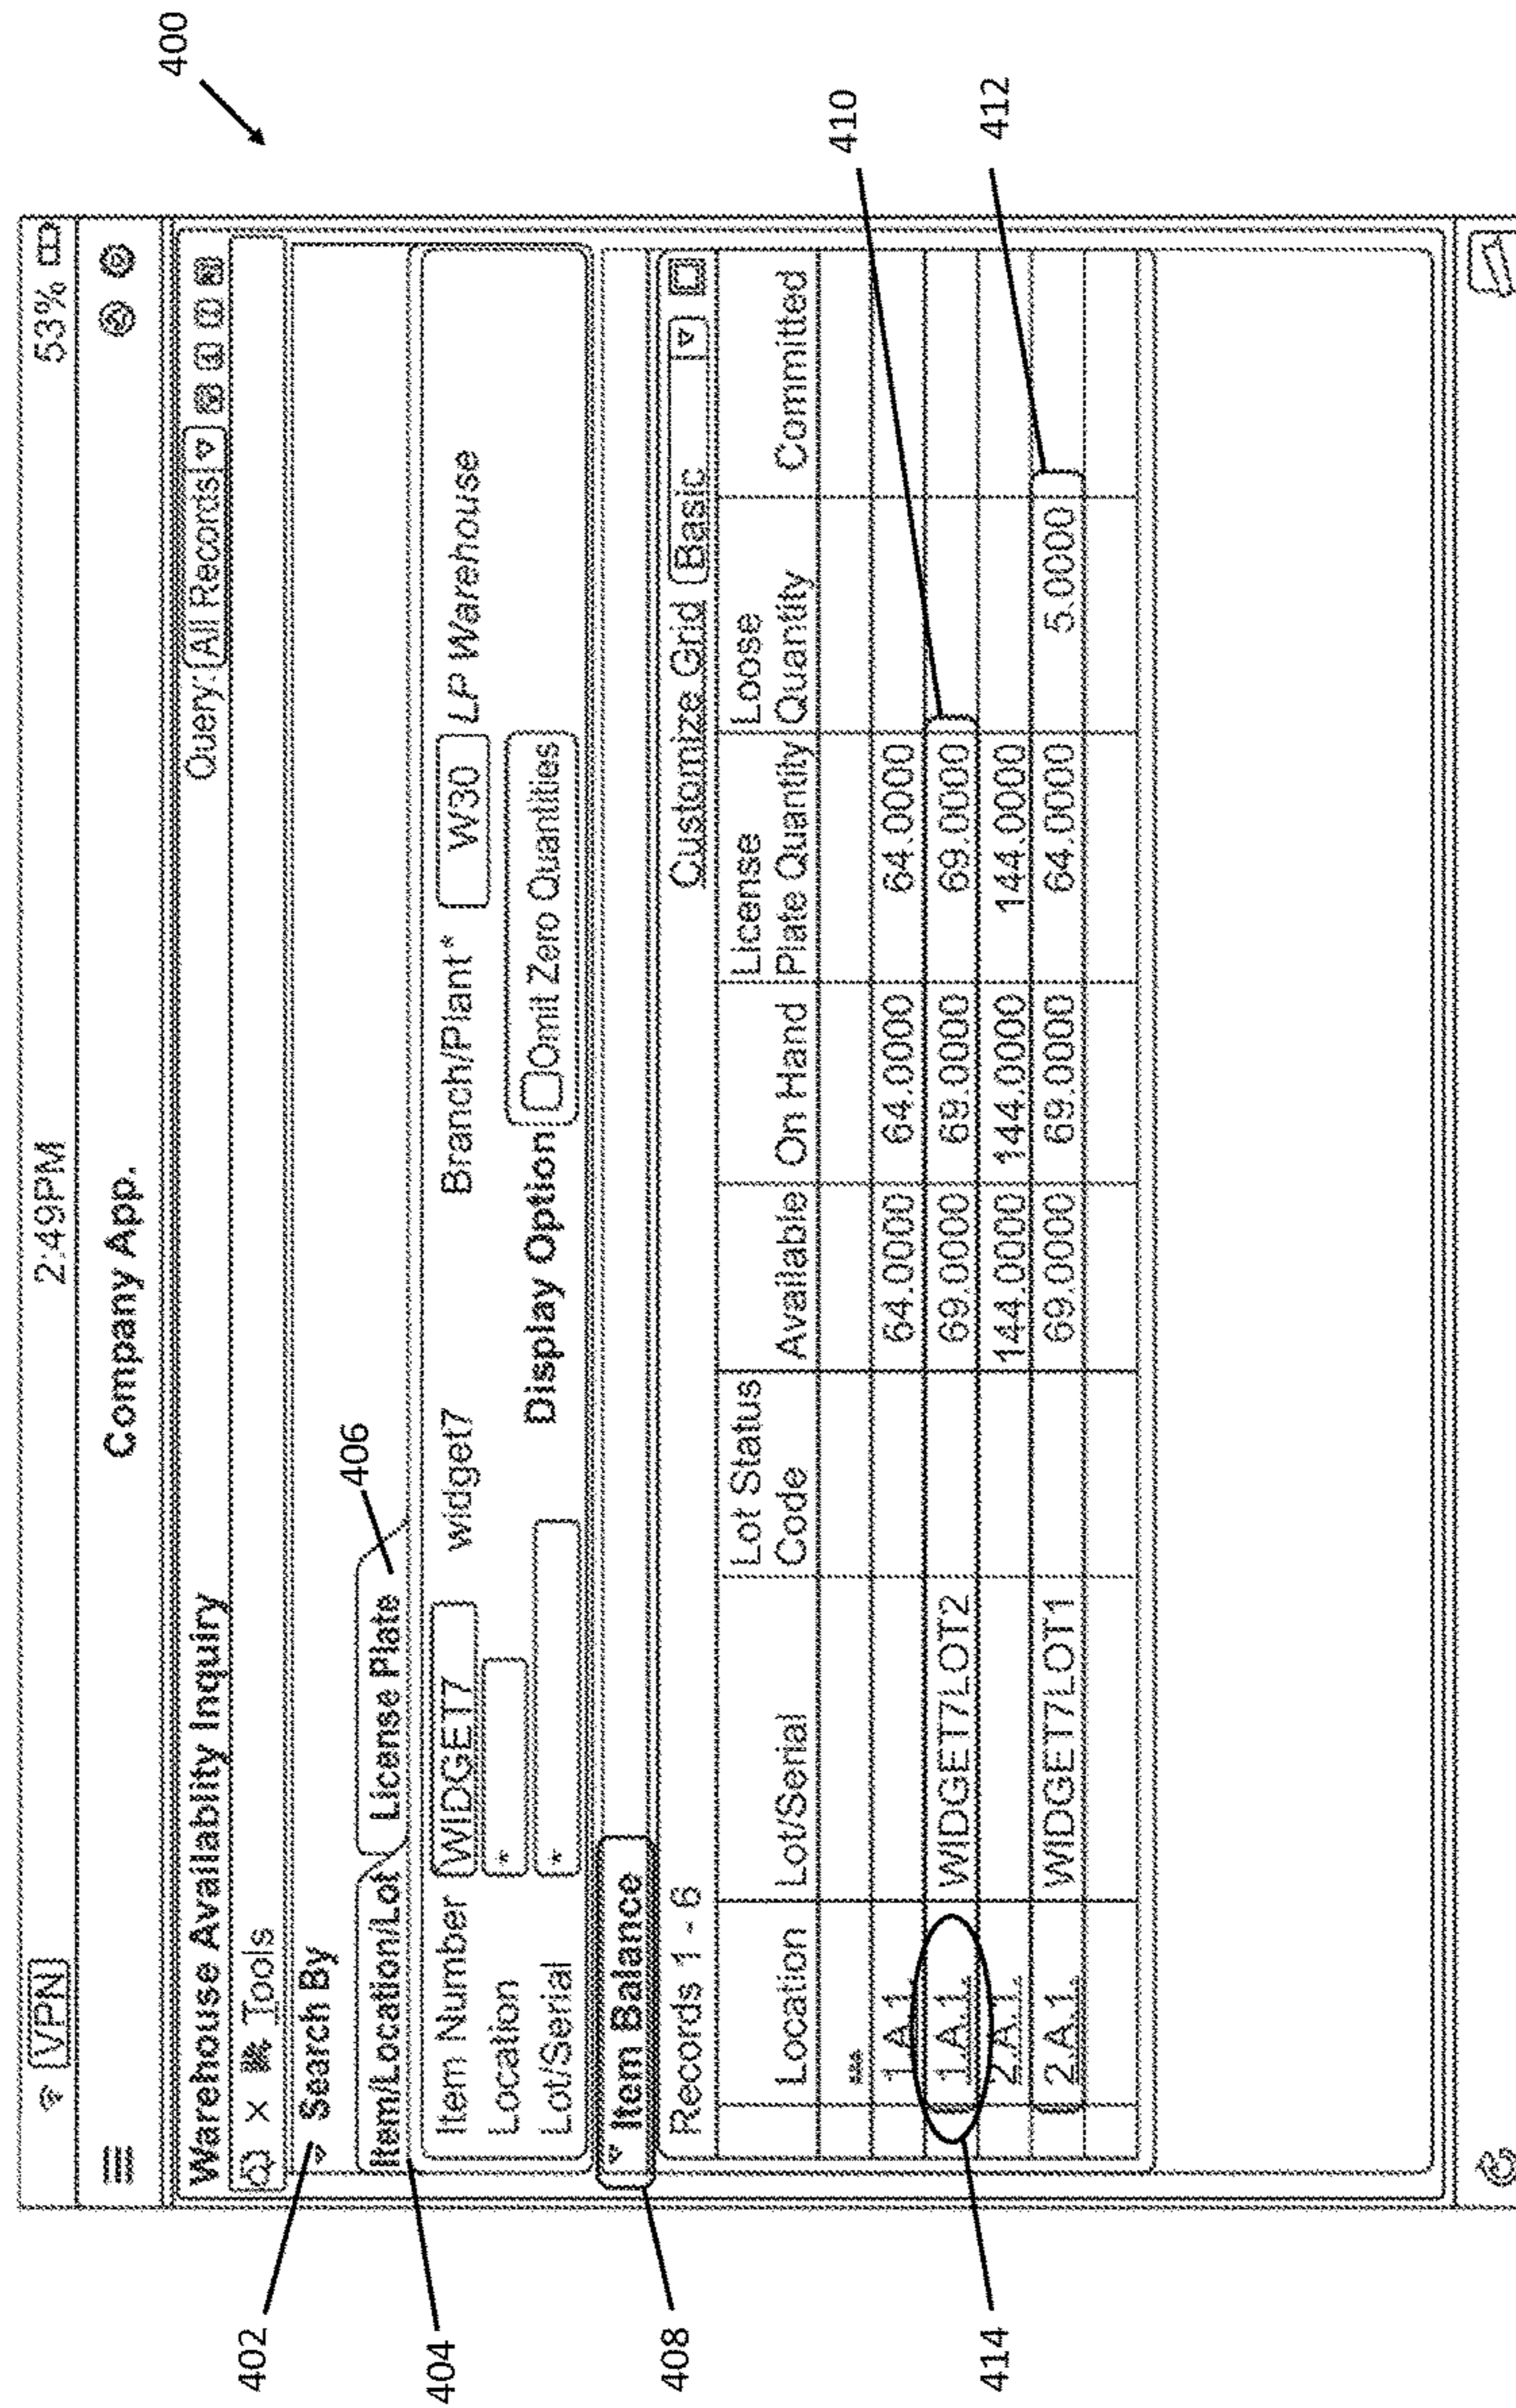 400
VPN 2:49PM 53%
Company App.
Warehouse Availabiity Inquiry Query: All Records
Tools
402
Search By
404
Item/Location/Lot License Plate
406
Item Number WIDGET7 widget7 Branch/Plant* W30 LP Warehouse
Location *
Display Option Omit Zero Quantities
Lot/Serial *
408
Item Balance
Records 1 - 6 Customize Grid Basic
Location Lot/Serial Lot Status Code Available On Hand License Plate Quantity Loose Quantity Committed
1.A.1. 64.0000 64.0000 64.0000
1.A.1. WIDGET7LOT2 69.0000 69.0000 69.0000
2.A.1. 144.0000 144.0000 144.0000
2.A.1. WIDGET7LOT1 69.0000 69.0000 64.0000 5.0000
410
412
414